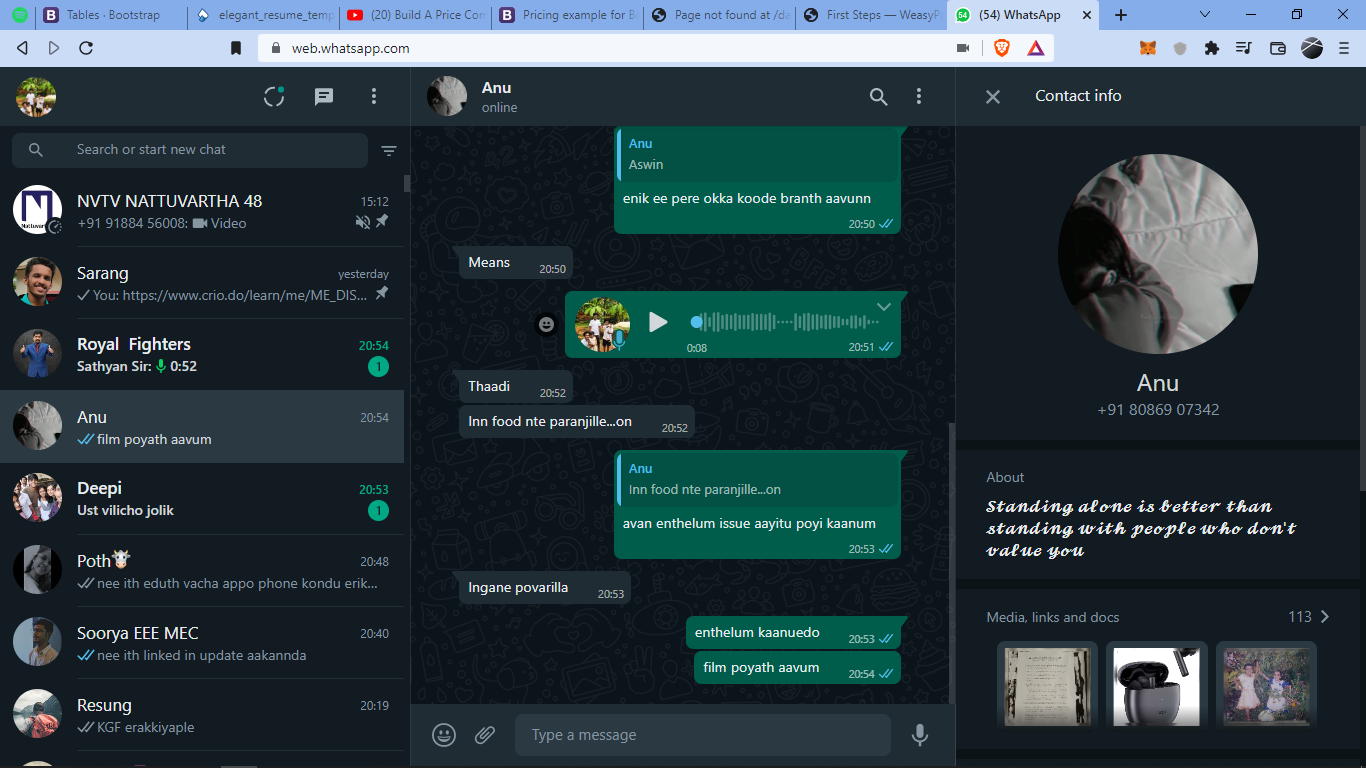 Tables · Bootstrap
elegant_resume_temp
(20) Build A Price Com
Pricing example for B
Page not found at /da
First Steps — WeasyP
(54) WhatsApp
web.whatsapp.com
Search or start new chat
NVTV NATTUVARTHA 48
15:12
+91 91884 56008: Video
Sarang
yesterday
You: https://www.crio.do/learn/me/ME_DIS...
Royal Fighters
20:54
Sathyan Sir: 0:52
1
Anu
20:54
film poyath aavum
Deepi
20:53
Ust vilicho jolik
1
Poth
20:48
nee ith eduth vacha appo phone kondu erik...
Soorya EEE MEC
20:40
nee ith linked in update aakannda
Resung
20:19
KGF erakkiyaple
Anu
online
Anu
Aswin
enik ee pere okka koode branth aavunn
20:50
Means
20:50
0:08
20:51
Thaadi
20:52
Inn food nte paranjille...on
20:52
Anu
Inn food nte paranjille...on
avan enthelum issue aayitu poyi kaanum
20:53
Ingane povarilla
20:53
enthelum kaanuedo
20:53
film poyath aavum
20:54
Type a message
Contact info
Anu
+91 80869 07342
About
Standing alone is better than
standing with people who don't
value you
Media, links and docs
113